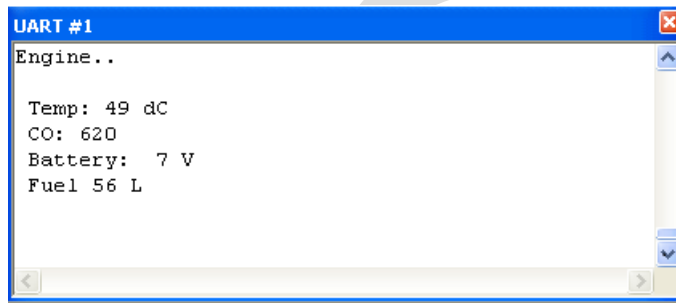 UART #1
Engine..
Temp: 49 dC
CO: 620
Battery:  7 V
Fuel 56 L